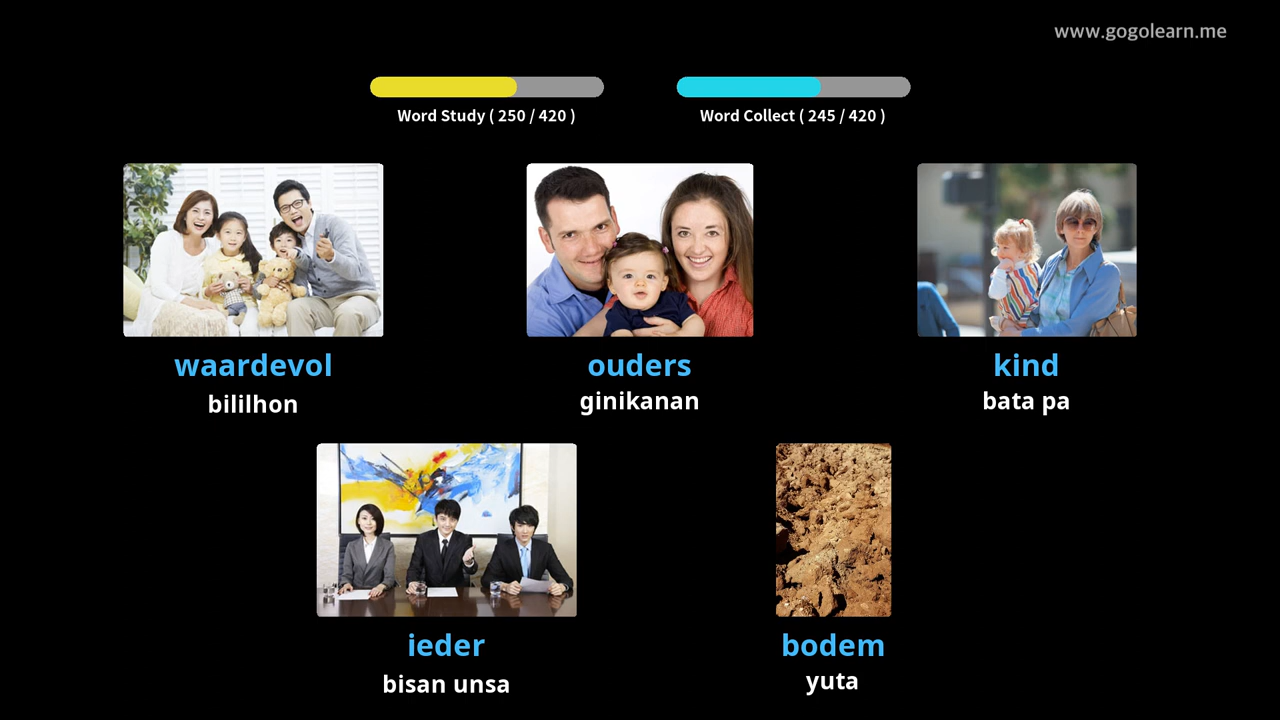 www.gogolearn.me
Word Study ( 250 / 420 )
Word Collect ( 245 / 420 )
waardevol
bililhon
ouders
ginikanan
kind
bata pa
ieder
bisan unsa
bodem
yuta